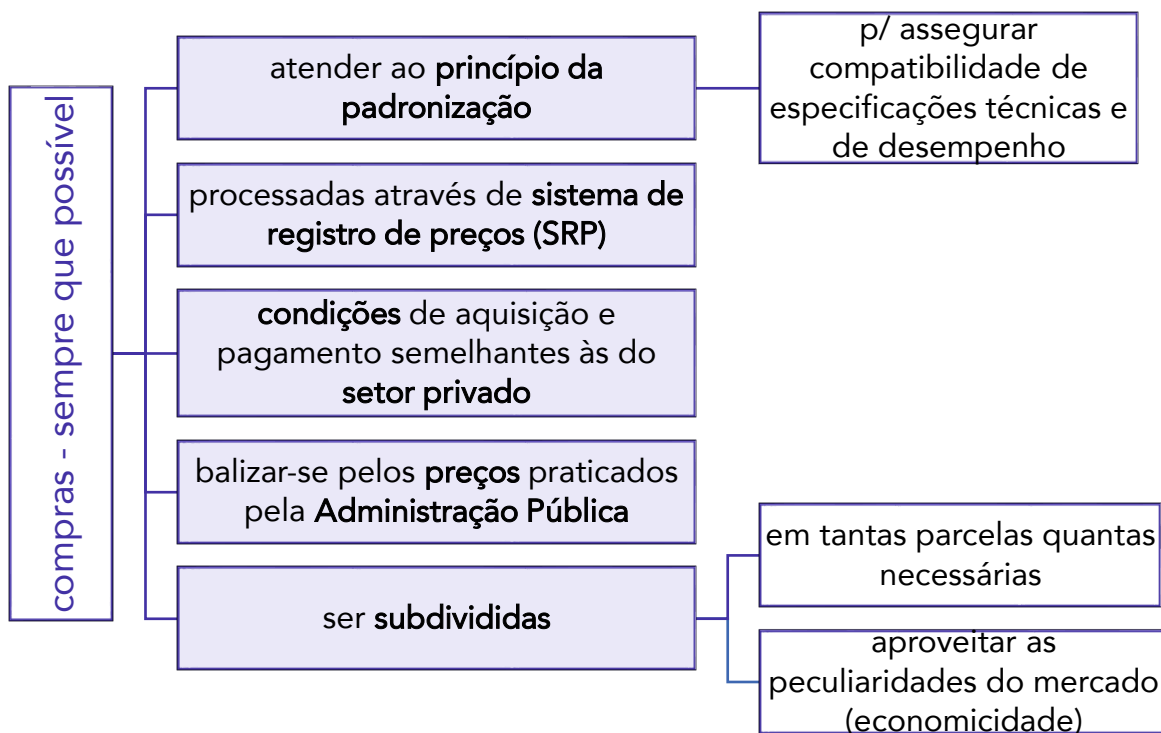 compras - sempre que possível
atender ao princípio da
padronização
p/ assegurar
compatibilidade de
especificações técnicas e
de desempenho
processadas através de sistema de
registro de preços (SRP)
condições de aquisição e
pagamento semelhantes às do
setor privado
balizar-se pelos preços praticados
pela Administração Pública
ser subdivididas
em tantas parcelas quantas
necessárias
aproveitar as
peculiaridades do mercado
(economicidade)